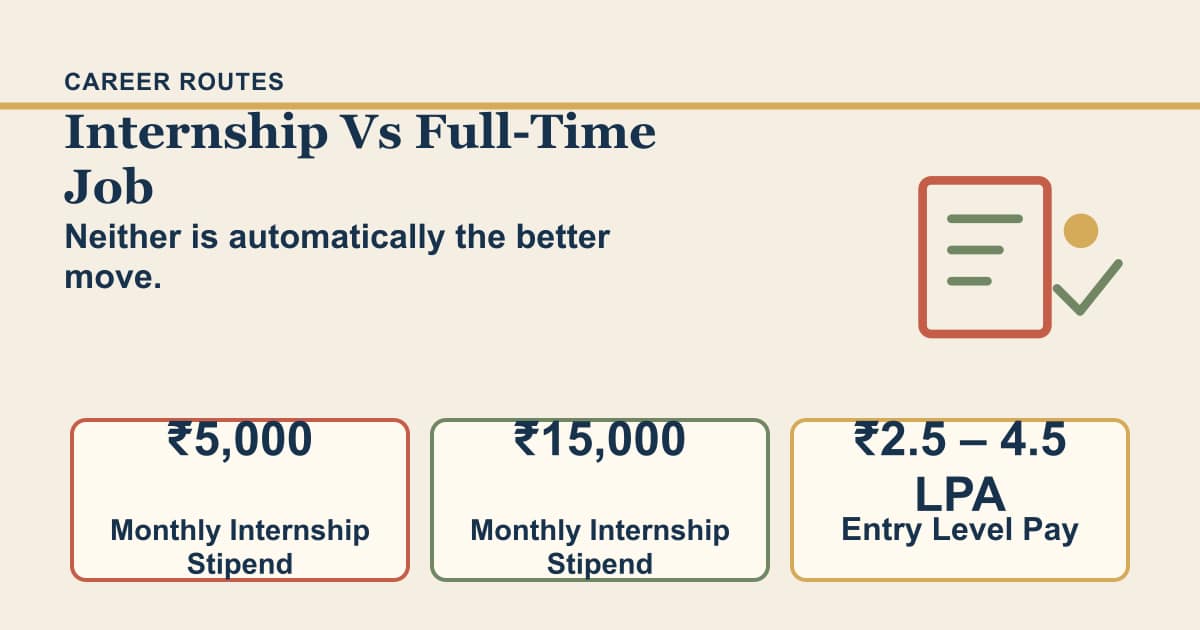 CAREER ROUTES
Internship Vs Full-Time
Job
Neither is automatically the better
move.
₹5,000
Monthly Internship
Stipend
₹15,000
Monthly Internship
Stipend
₹2.5 – 4.5
LPA
Entry Level Pay